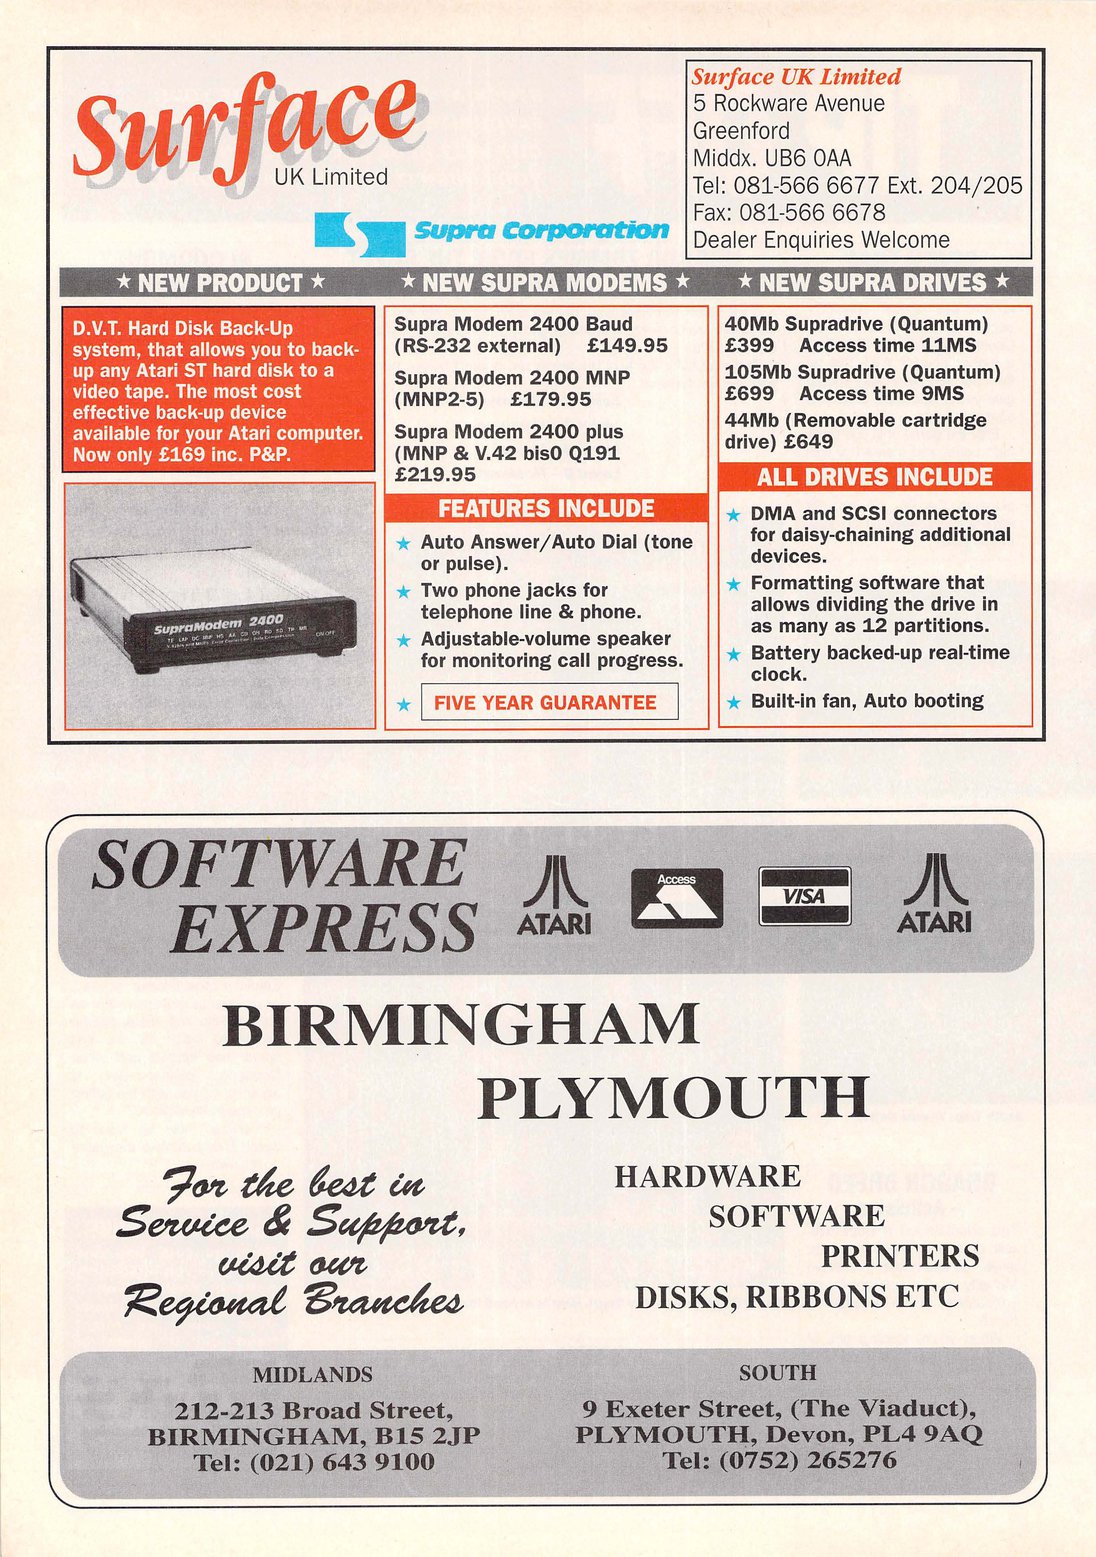 Surface
UK Limited
Supra Corporation
Surface UK Limited
5 Rockware Avenue
Greenford
Middx. UB6 0AA
Tel: 081-566 6677 Ext. 204/205
Fax: 081-566 6678
Dealer Enquiries Welcome
★ NEW PRODUCT ★
D.V.T. Hard Disk Back-Up
system, that allows you to back-
up any Atari ST hard disk to a
video tape. The most cost
effective back-up device
available for your Atari computer.
Now only £169 inc. P&P.
SupraModem 2400
ON/OFF
★ NEW SUPRA MODEMS ★
Supra Modem 2400 Baud
(RS-232 external) £149.95
Supra Modem 2400 MNP
(MNP2-5) £179.95
Supra Modem 2400 plus
(MNP & V.42 bis0 Q191
£219.95
FEATURES INCLUDE
★ Auto Answer/Auto Dial (tone
or pulse).
★ Two phone jacks for
telephone line & phone.
★ Adjustable-volume speaker
for monitoring call progress.
★ FIVE YEAR GUARANTEE
★ NEW SUPRA DRIVES ★
40Mb Supradrive (Quantum)
£399 Access time 11MS
105Mb Supradrive (Quantum)
£699 Access time 9MS
44Mb (Removable cartridge
drive) £649
ALL DRIVES INCLUDE
★ DMA and SCSI connectors
for daisy-chaining additional
devices.
★ Formatting software that
allows dividing the drive in
as many as 12 partitions.
★ Battery backed-up real-time
clock.
★ Built-in fan, Auto booting
SOFTWARE
EXPRESS
ATARI
Access
VISA
ATARI
BIRMINGHAM
PLYMOUTH
For the best in
Service & Support,
visit our
Regional Branches
HARDWARE
SOFTWARE
PRINTERS
DISKS, RIBBONS ETC
MIDLANDS
212-213 Broad Street,
BIRMINGHAM, B15 2JP
Tel: (021) 643 9100
SOUTH
9 Exeter Street, (The Viaduct),
PLYMOUTH, Devon, PL4 9AQ
Tel: (0752) 265276